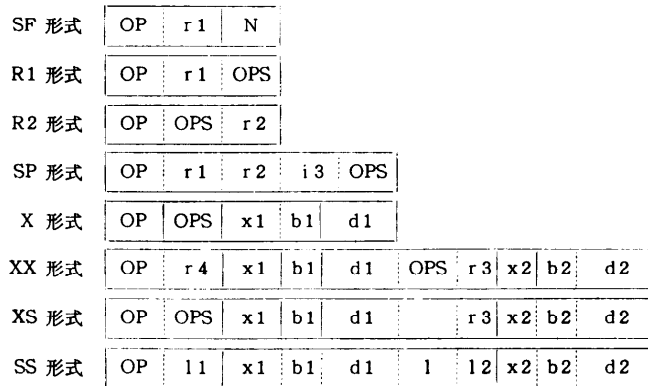 SF 形式 OP r1 N
R1 形式 OP r1 OPS
R2 形式 OP OPS r2
SP 形式 OP r1 r2 i3 OPS
X 形式 OP OPS x1 b1 d1
XX 形式 OP r4 x1 b1 d1 OPS r3 x2 b2 d2
XS 形式 OP OPS x1 b1 d1 r3 x2 b2 d2
SS 形式 OP l1 x1 b1 d1 l l2 x2 b2 d2